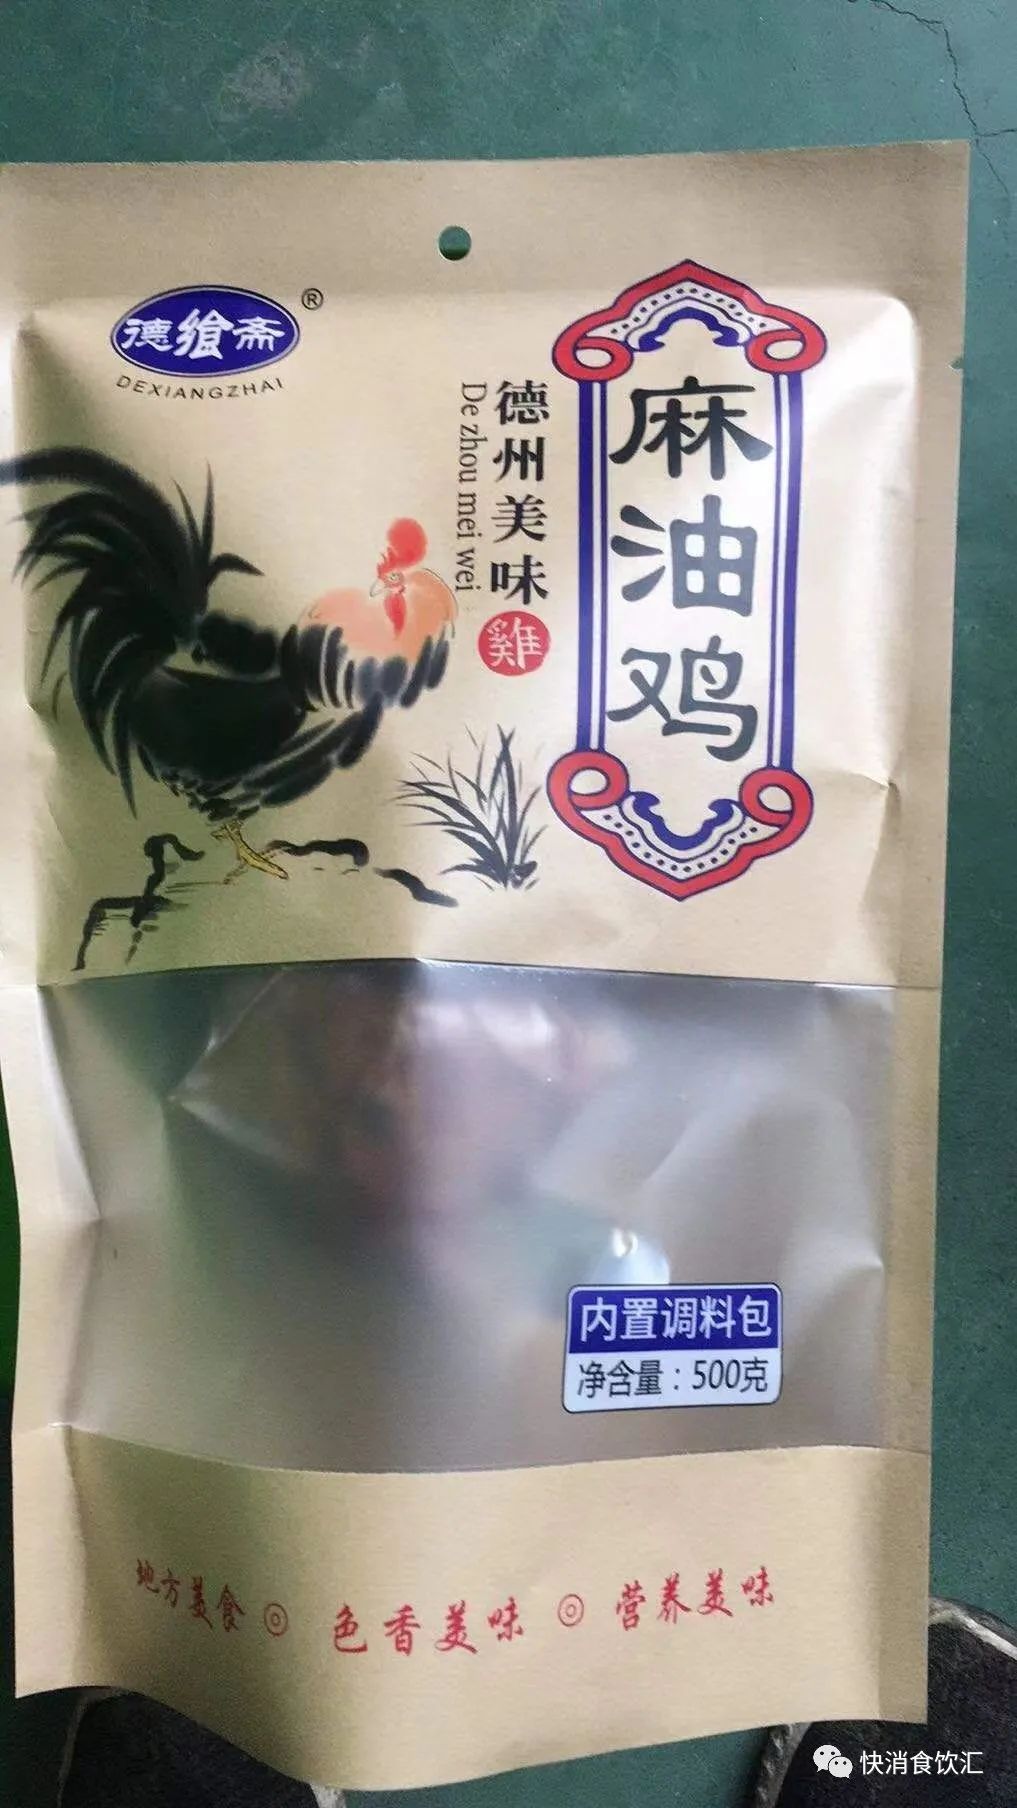 德飨斋®
DEXIANGZHAI
麻油鸡
德州美味
De zhou mei wei
雞
内置调料包
净含量：500克
地方美食◎色香美味◎营养美味
快消食饮汇